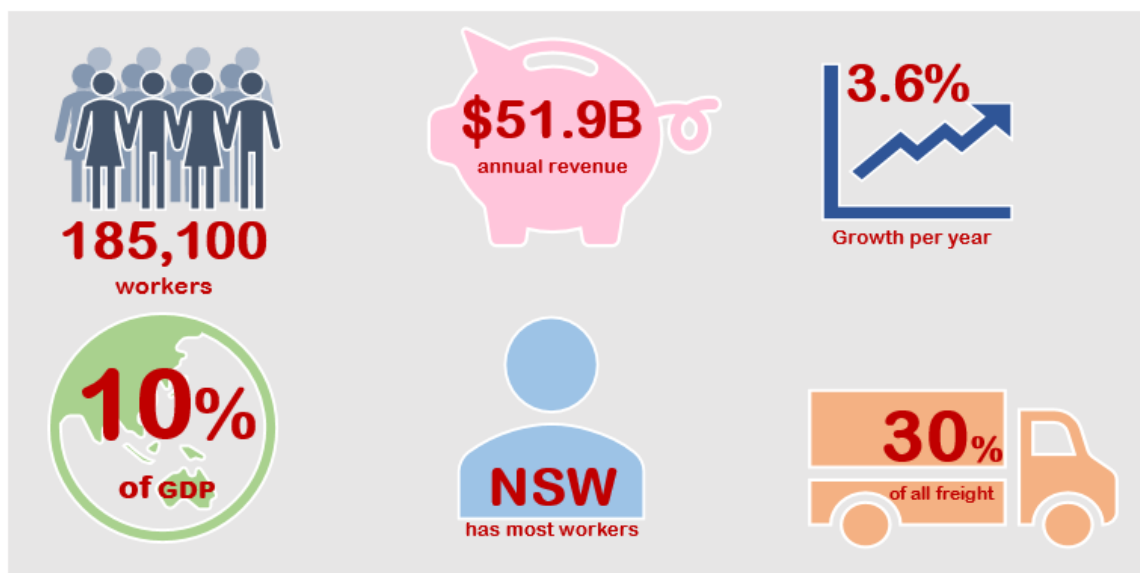 185,100
workers
$51.9B
annual revenue
3.6%
Growth per year
10%
of GDP
NSW
has most workers
30%
of all freight